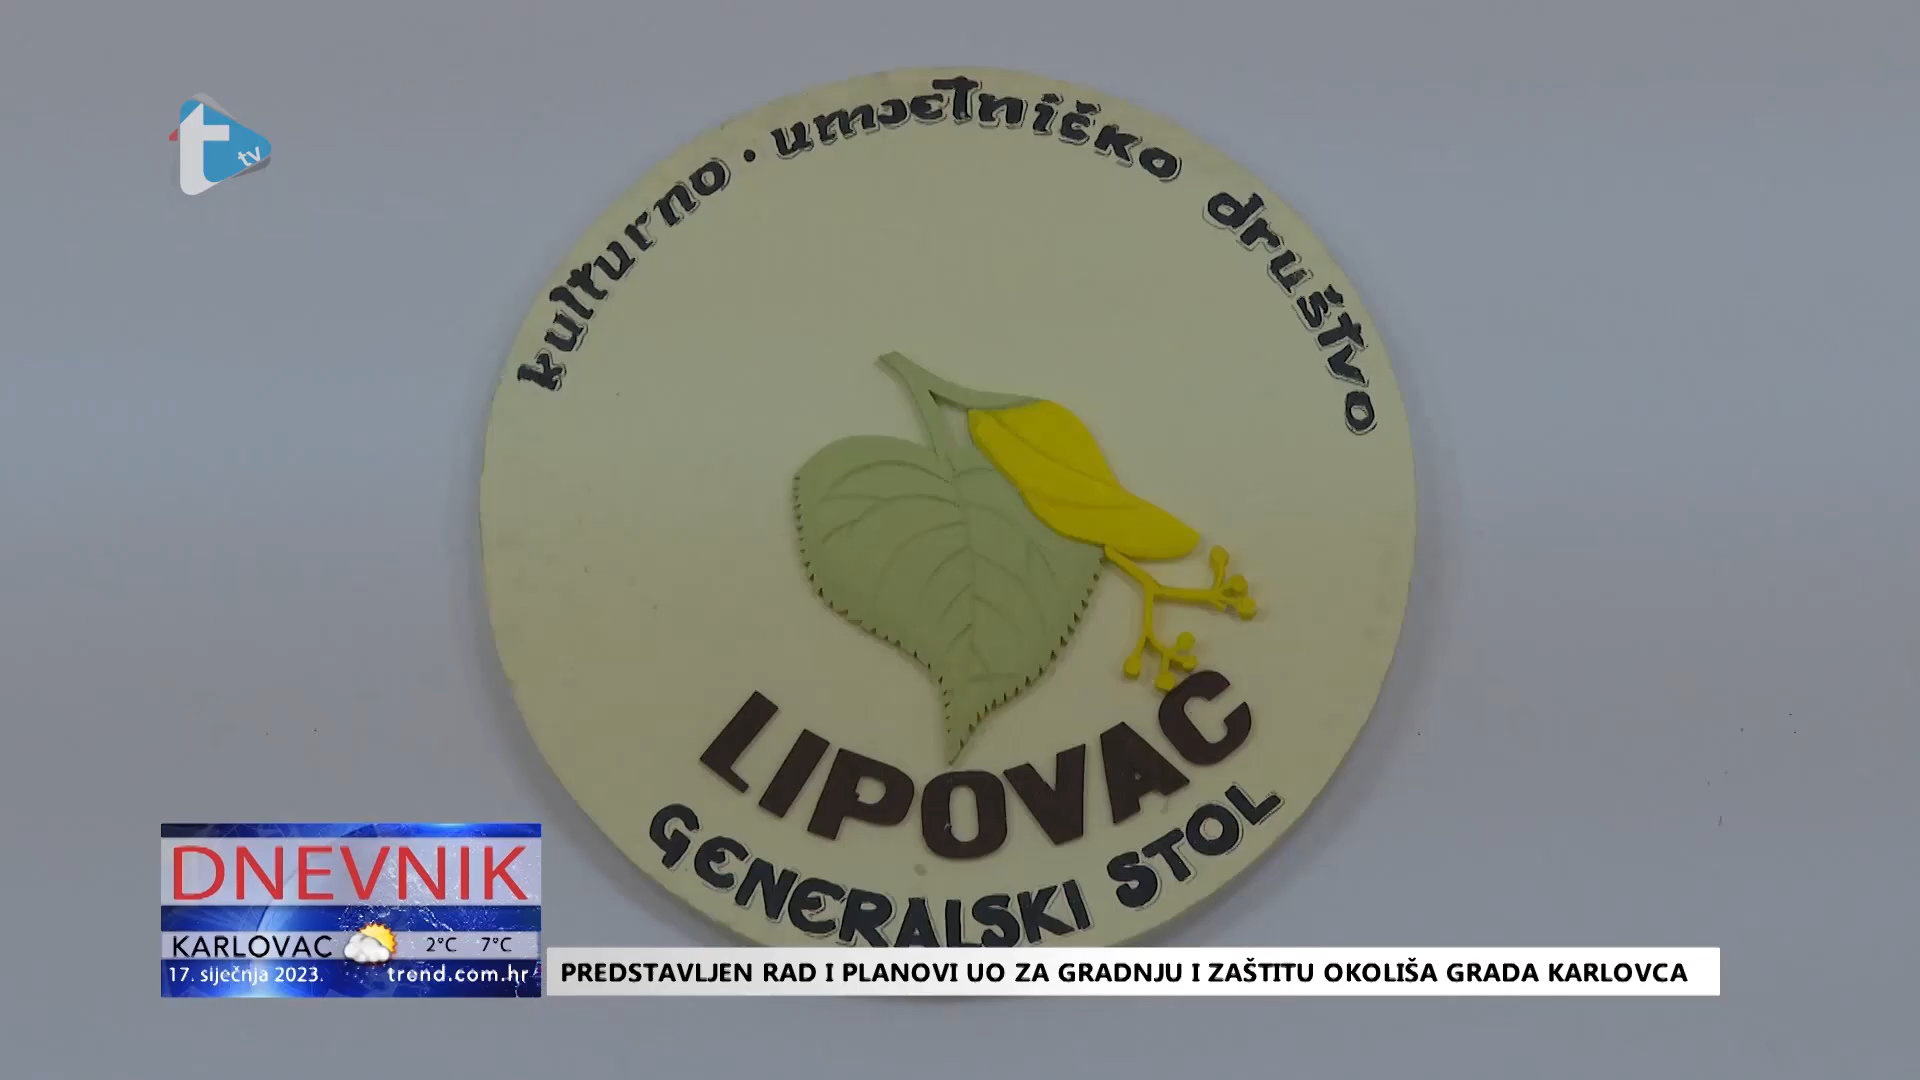 t tv
kulturno · umjetničko društvo
LIPOVAC
GENERALSKI STOL
DNEVNIK
KARLOVAC 2°C 7°C
17. siječnja 2023. trend.com.hr
PREDSTAVLJEN RAD I PLANOVI UO ZA GRADNJU I ZAŠTITU OKOLIŠA GRADA KARLOVCA